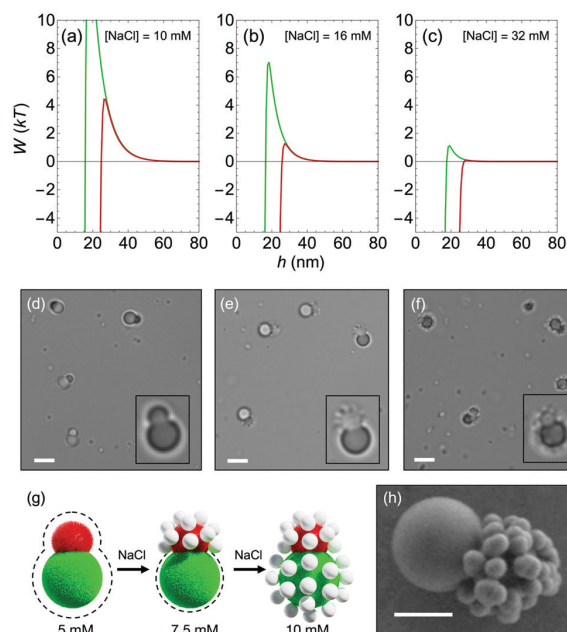 (a) [NaCl] = 10 mM
(b) [NaCl] = 16 mM
(c) [NaCl] = 32 mM
W (kT)
10
8
6
4
2
0
−2
−4
10
8
6
4
2
0
−2
−4
10
8
6
4
2
0
−2
−4
0 20 40 60 80
0 20 40 60 80
0 20 40 60 80
h (nm)
(d)
(e)
(f)
(g)
NaCl
NaCl
5 mM
7.5 mM
10 mM
(h)